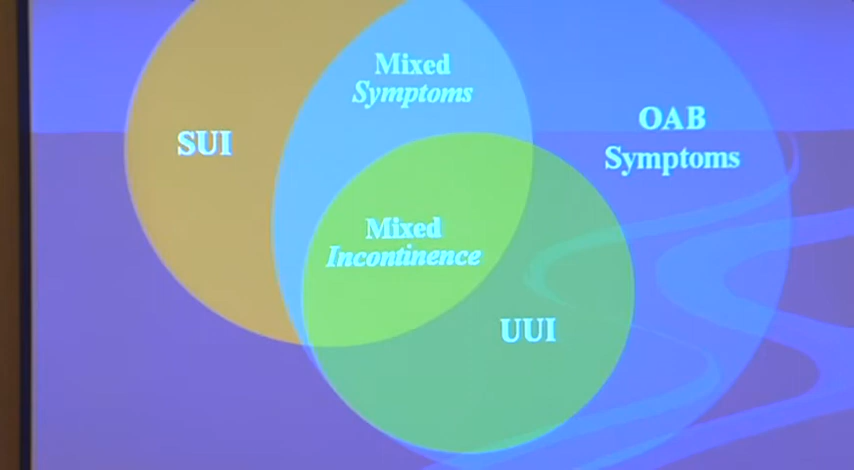 Mixed
Symptoms
SUI
OAB
Symptoms
Mixed
Incontinence
UUI